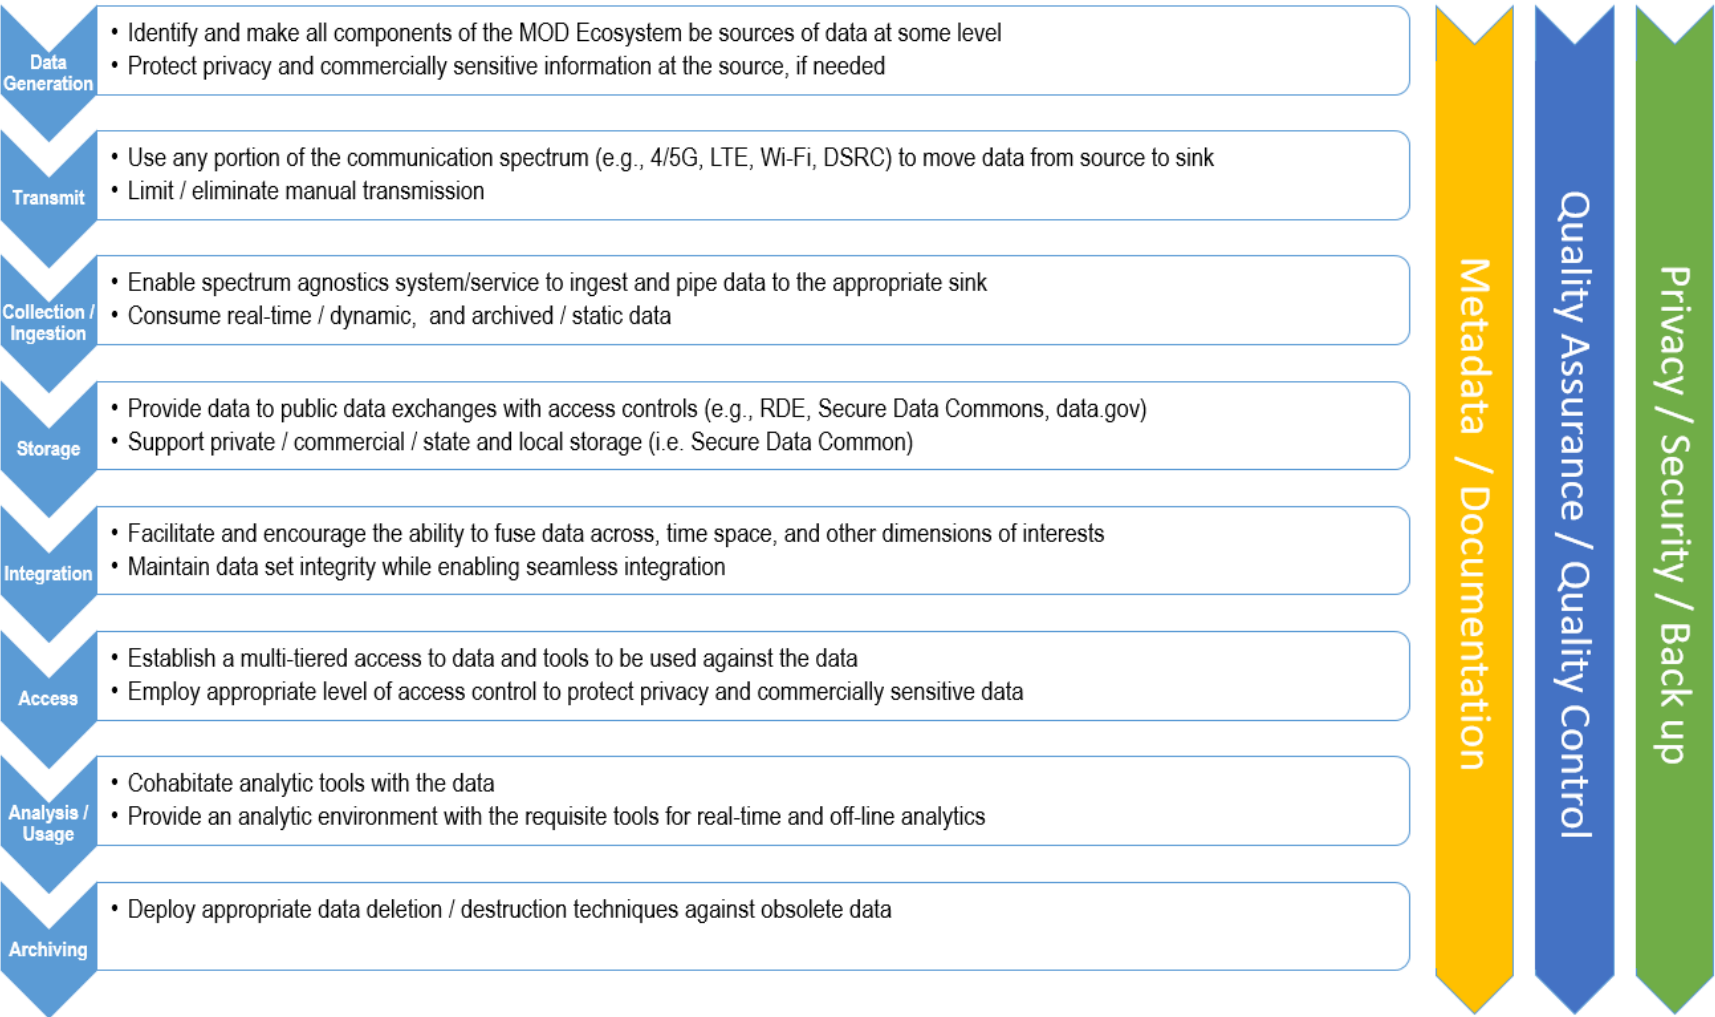 Data
Generation
• Identify and make all components of the MOD Ecosystem be sources of data at some level
• Protect privacy and commercially sensitive information at the source, if needed
Transmit
• Use any portion of the communication spectrum (e.g., 4/5G, LTE, Wi-Fi, DSRC) to move data from source to sink
• Limit / eliminate manual transmission
Collection /
Ingestion
• Enable spectrum agnostics system/service to ingest and pipe data to the appropriate sink
• Consume real-time / dynamic, and archived / static data
Storage
• Provide data to public data exchanges with access controls (e.g., RDE, Secure Data Commons, data.gov)
• Support private / commercial / state and local storage (i.e. Secure Data Common)
Integration
• Facilitate and encourage the ability to fuse data across, time space, and other dimensions of interests
• Maintain data set integrity while enabling seamless integration
Access
• Establish a multi-tiered access to data and tools to be used against the data
• Employ appropriate level of access control to protect privacy and commercially sensitive data
Analysis /
Usage
• Cohabitate analytic tools with the data
• Provide an analytic environment with the requisite tools for real-time and off-line analytics
Archiving
• Deploy appropriate data deletion / destruction techniques against obsolete data
Metadata / Documentation
Quality Assurance / Quality Control
Privacy / Security / Back up